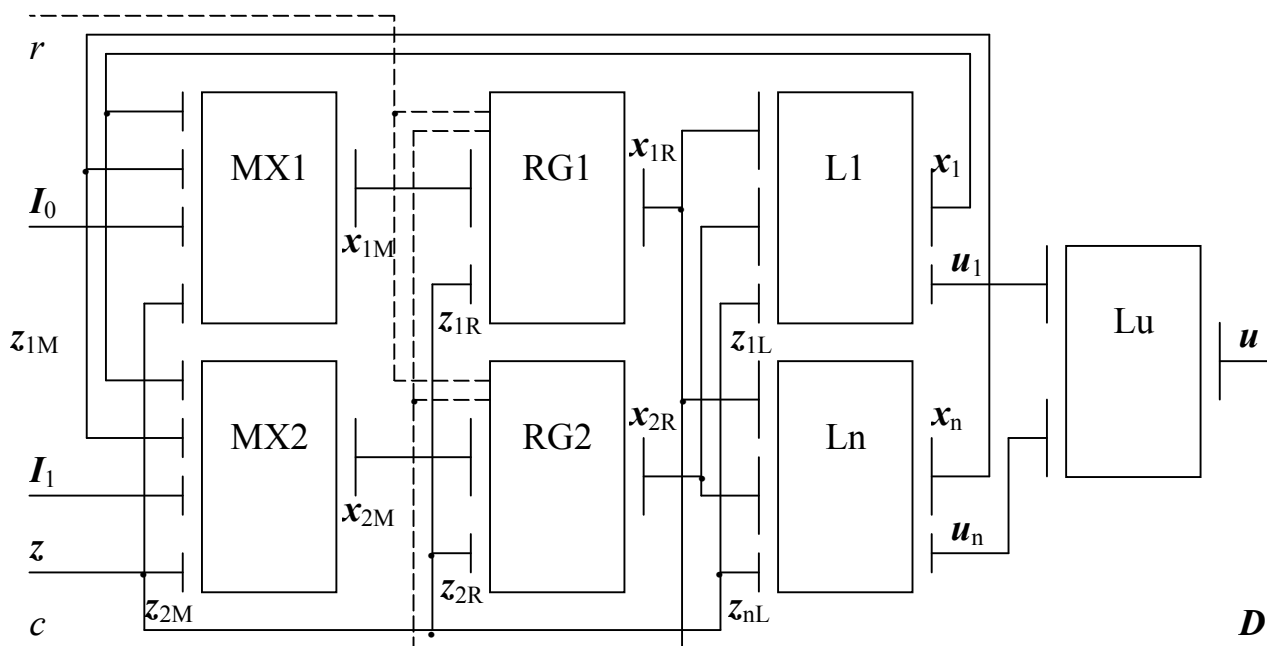 r
MX1
RG1
x1R
L1
x1
I0
x1M
u1
z1M
z1R
z1L
Lu
u
MX2
RG2
x2R
Ln
xn
I1
x2M
un
z
z2M
z2R
znL
c
D